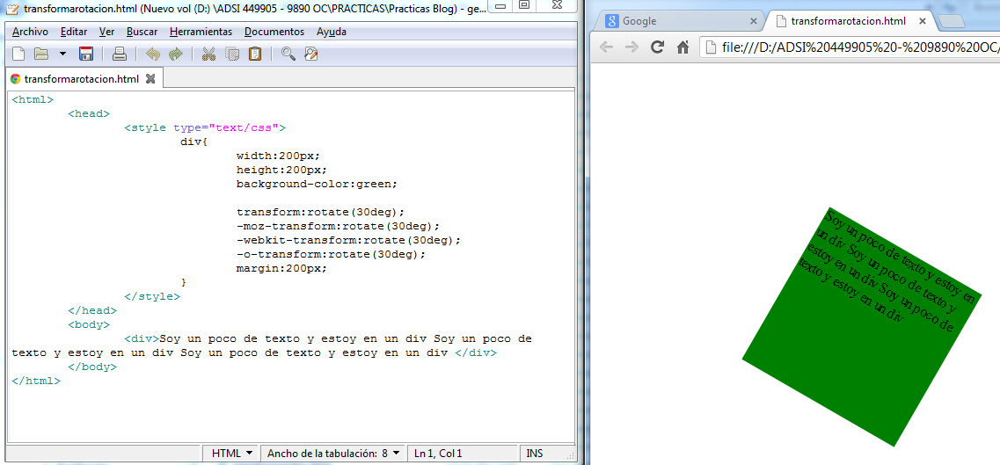 transformarotacion.html (Nuevo vol (D:) \ADSI 449905 - 9890 OC\PRACTICAS\Practicas Blog) - ge...
Archivo Editar Ver Buscar Herramientas Documentos Ayuda
transformarotacion.html
<html>
<head>
<style type="text/css">
div{
width:200px;
height:200px;
background-color:green;
transform:rotate(30deg);
-moz-transform:rotate(30deg);
-webkit-transform:rotate(30deg);
-o-transform:rotate(30deg);
margin:200px;
}
</style>
</head>
<body>
<div>Soy un poco de texto y estoy en un div Soy un poco de
texto y estoy en un div Soy un poco de texto y estoy en un div </div>
</body>
</html>
HTML Ancho de la tabulación: 8 Ln 1, Col 1 INS
Google transformarotacion.html
file:///D:/ADSI%20449905%20-%209890%20OC/
Soy un poco de texto y estoy en
un div Soy un poco de texto y
estoy en un div Soy un poco de
texto y estoy en un div